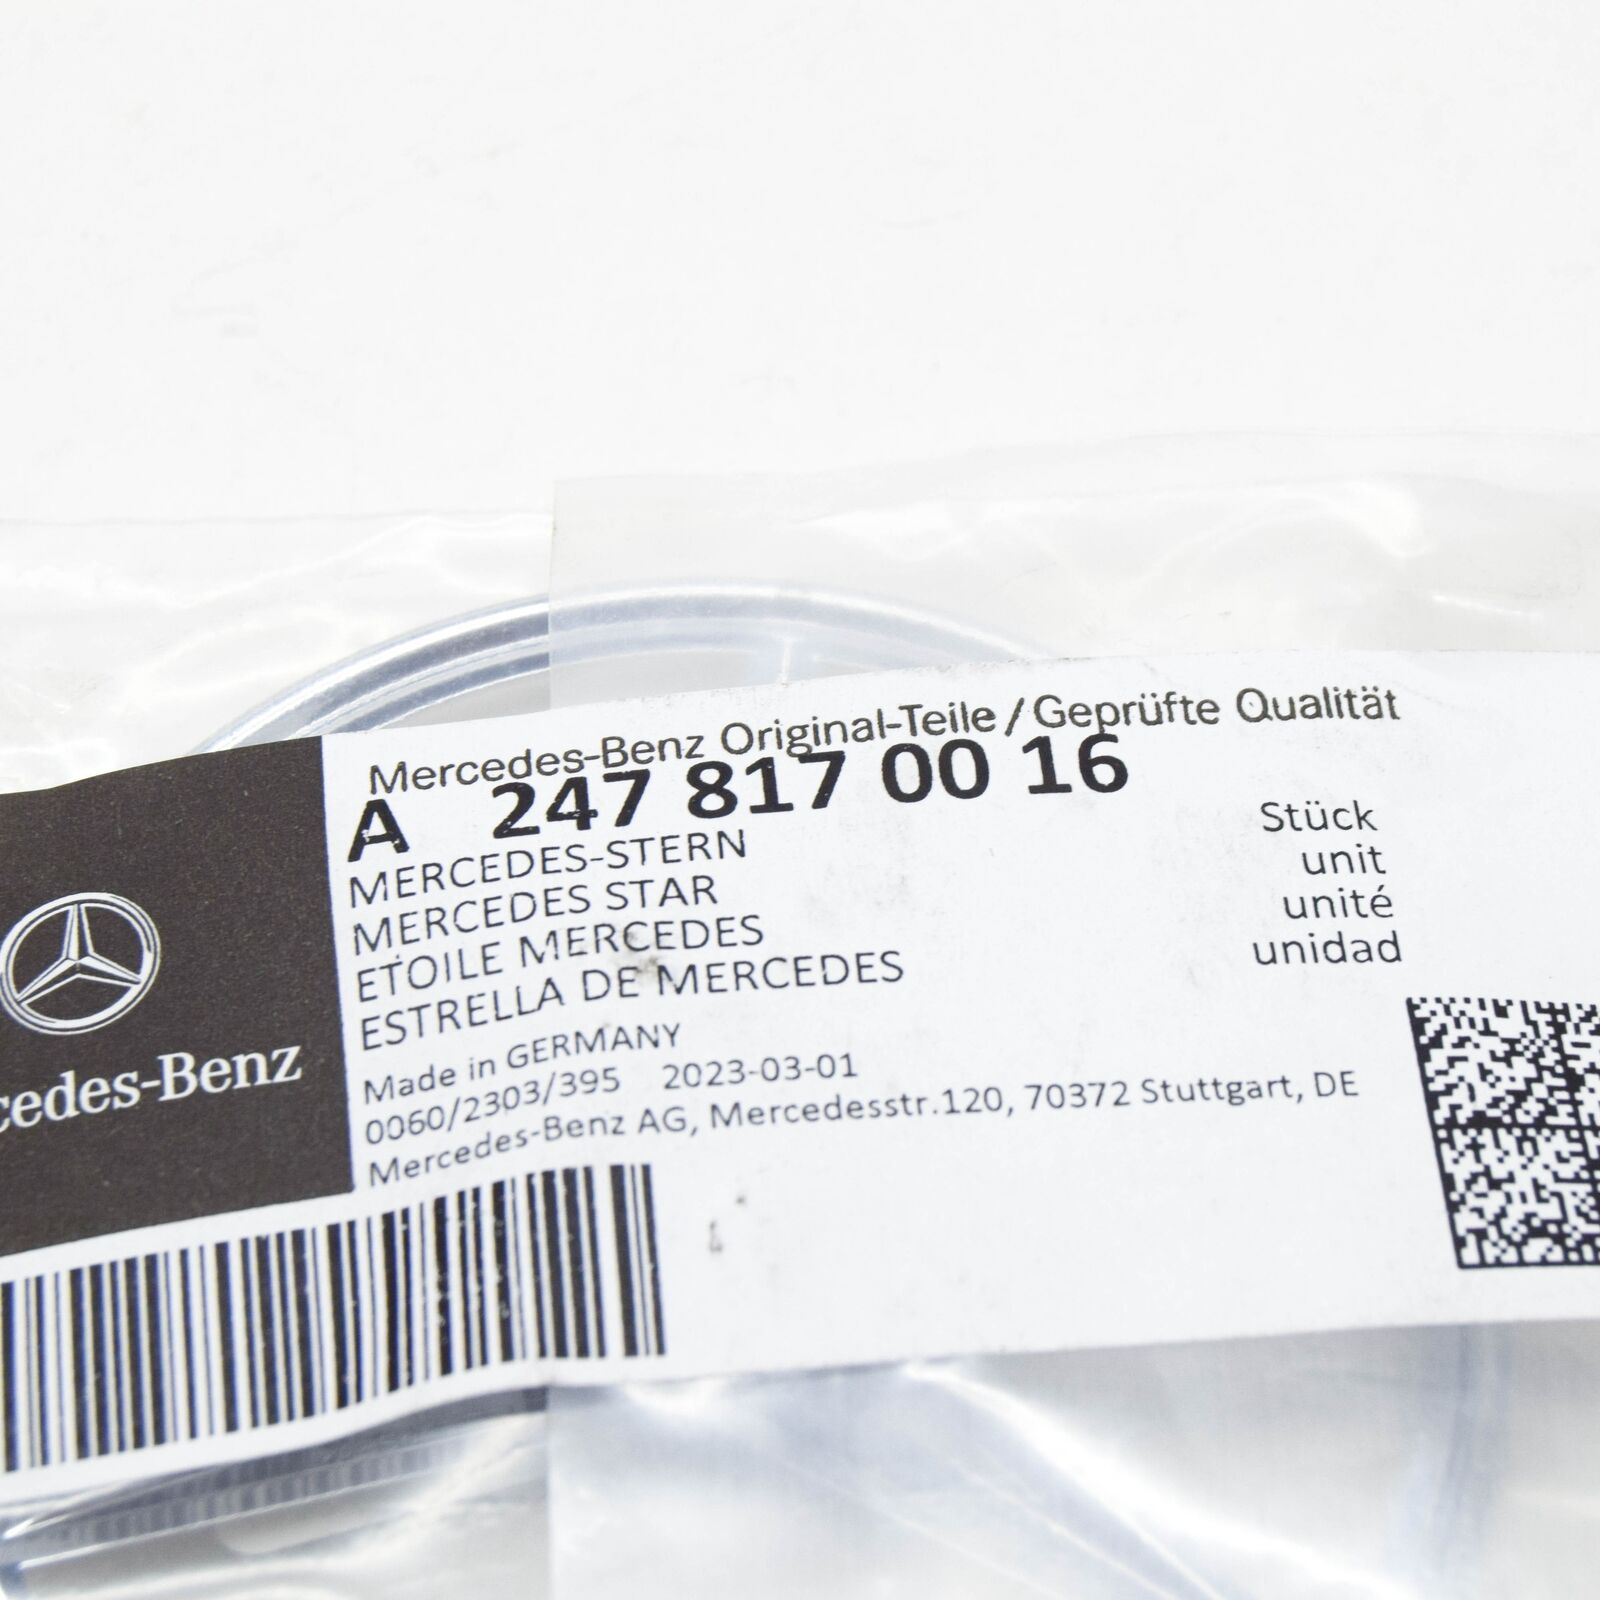 Mercedes-Benz Original-Teile / Geprüfte Qualität
A 247 817 00 16
MERCEDES-STERN
MERCEDES STAR
ETOILE MERCEDES
ESTRELLA DE MERCEDES
Stück
unit
unité
unidad
Made in GERMANY
0060/2303/395 2023-03-01
Mercedes-Benz AG, Mercedesstr.120, 70372 Stuttgart, DE
cedes-Benz